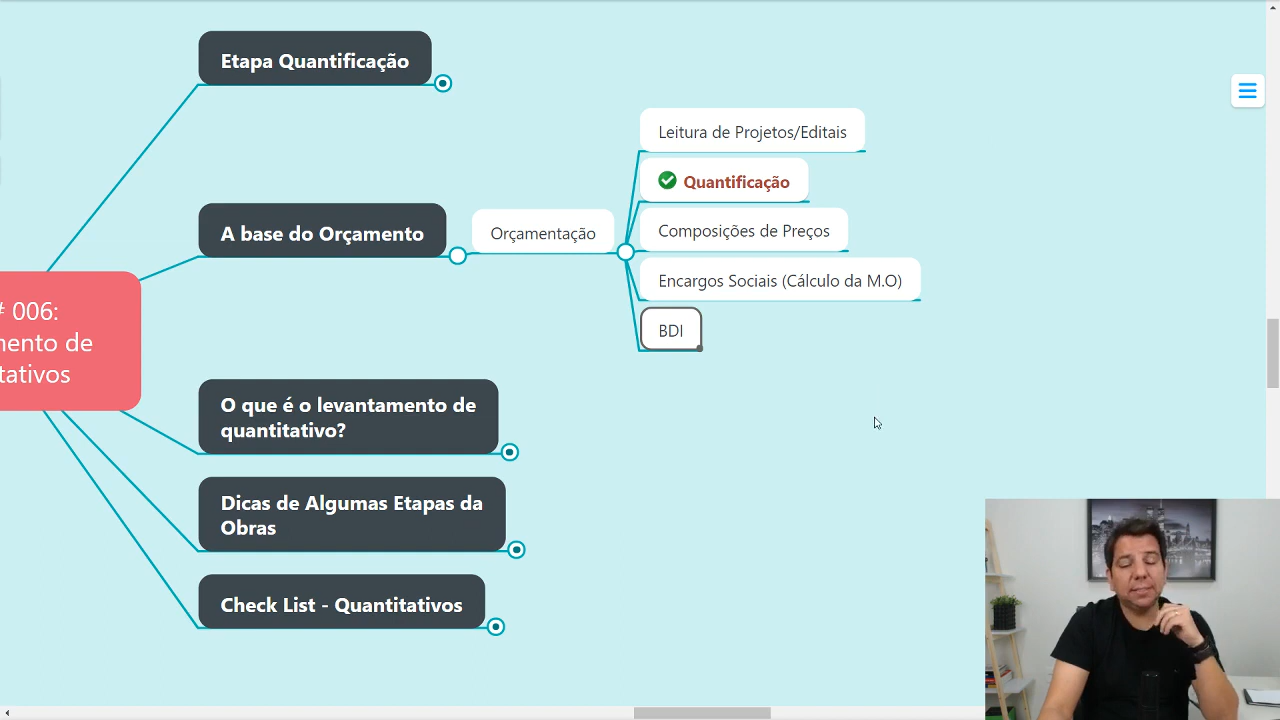 Etapa Quantificação
Leitura de Projetos/Editais
Quantificação
A base do Orçamento
Orçamentação
Composições de Preços
Encargos Sociais (Cálculo da M.O)
BDI
# 006:
mento de
tativos
O que é o levantamento de
quantitativo?
Dicas de Algumas Etapas da
Obras
Check List - Quantitativos